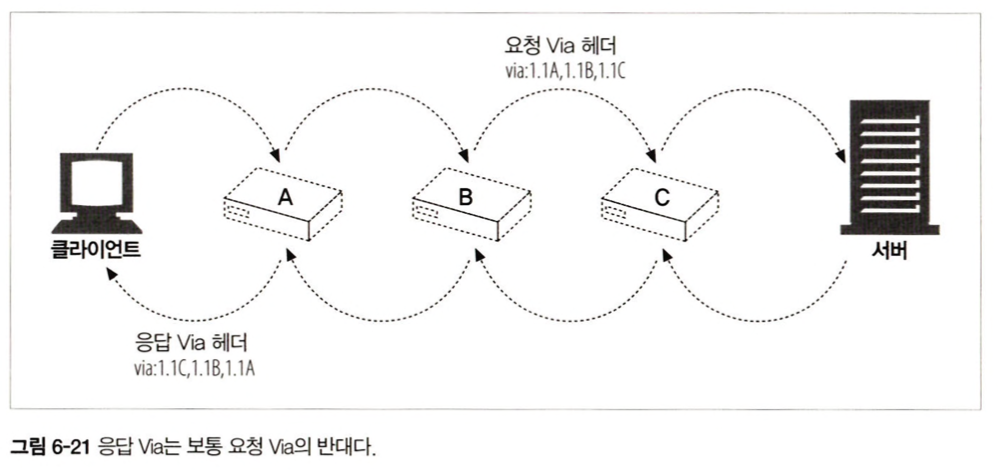 요청 Via 헤더
via:1.1A,1.1B,1.1C
A
B
C
클라이언트
서버
응답 Via 헤더
via:1.1C,1.1B,1.1A
그림 6-21 응답 Via는 보통 요청 Via의 반대다.